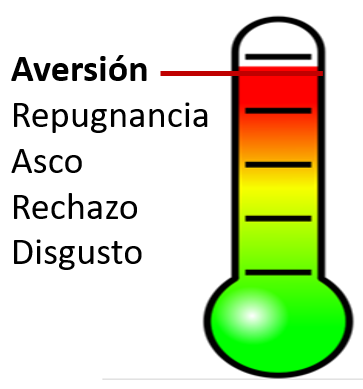 Aversión
Repugnancia
Asco
Rechazo
Disgusto